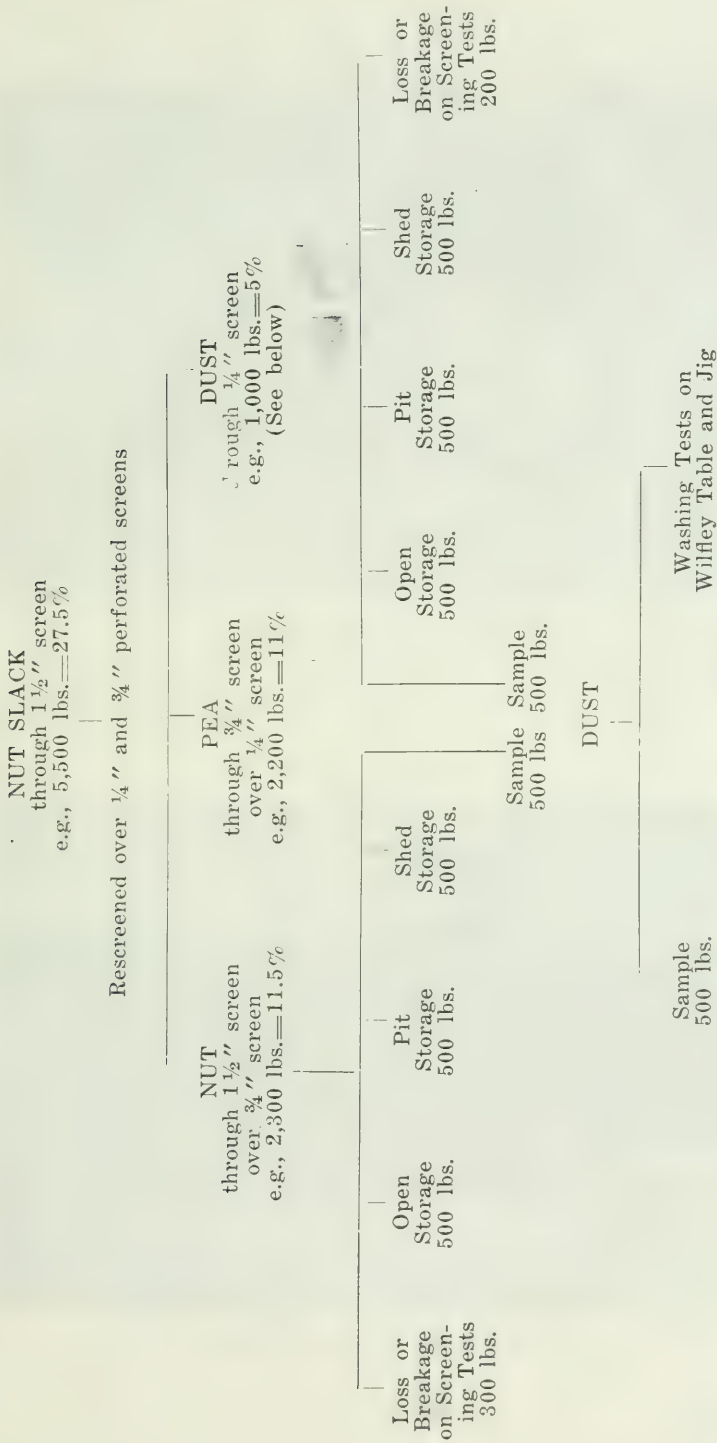 NUT SLACK
through 1½″ screen
e.g., 5,500 lbs.=27.5%
Rescreened over ¼″ and ¾″ perforated screens
NUT
through 1½″ screen
over ¾″ screen
e.g., 2,300 lbs.=11.5%
PEA
through ¾″ screen
over ¼″ screen
e.g., 2,200 lbs.=11%
DUST
rough ¼″ screen
e.g., 1,000 lbs.=5%
(See below)
Loss or
Breakage
on Screen-
ing Tests
300 lbs.
Open
Storage
500 lbs.
Pit
Storage
500 lbs.
Shed
Storage
500 lbs.
Sample
500 lbs
Sample
500 lbs.
Open
Storage
500 lbs.
Pit
Storage
500 lbs.
Shed
Storage
500 lbs.
Loss or
Breakage
on Screen-
ing Tests
200 lbs.
DUST
Sample
500 lbs.
Washing Tests on
Wilfley Table and Jig